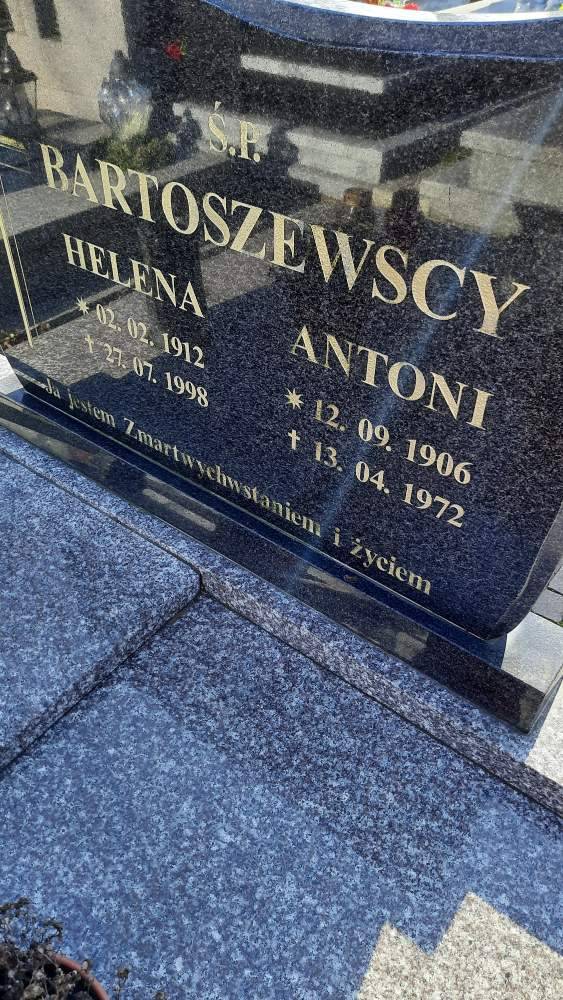 Ś.P.
BARTOSZEWSCY
HELENA
* 02. 02. 1912
† 27. 07. 1998
ANTONI
* 12. 09. 1906
† 13. 04. 1972
Ja jestem Zmartwychwstaniem i życiem